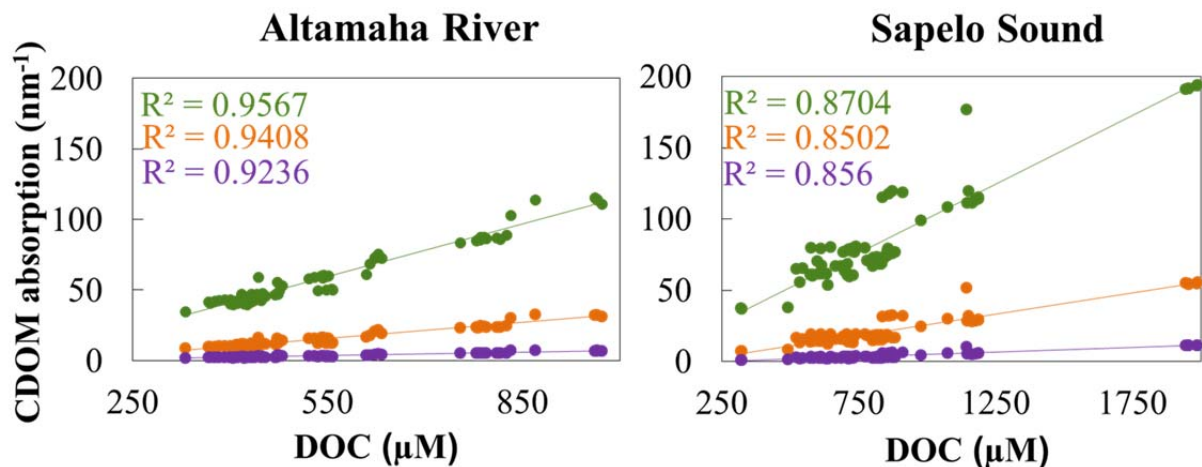 Altamaha River
Sapelo Sound
CDOM absorption (nm⁻¹)
200
150
100
50
0
R² = 0.9567
R² = 0.9408
R² = 0.9236
250
550
850
DOC (µM)
200
150
100
50
0
R² = 0.8704
R² = 0.8502
R² = 0.856
250
750
1250
1750
DOC (µM)